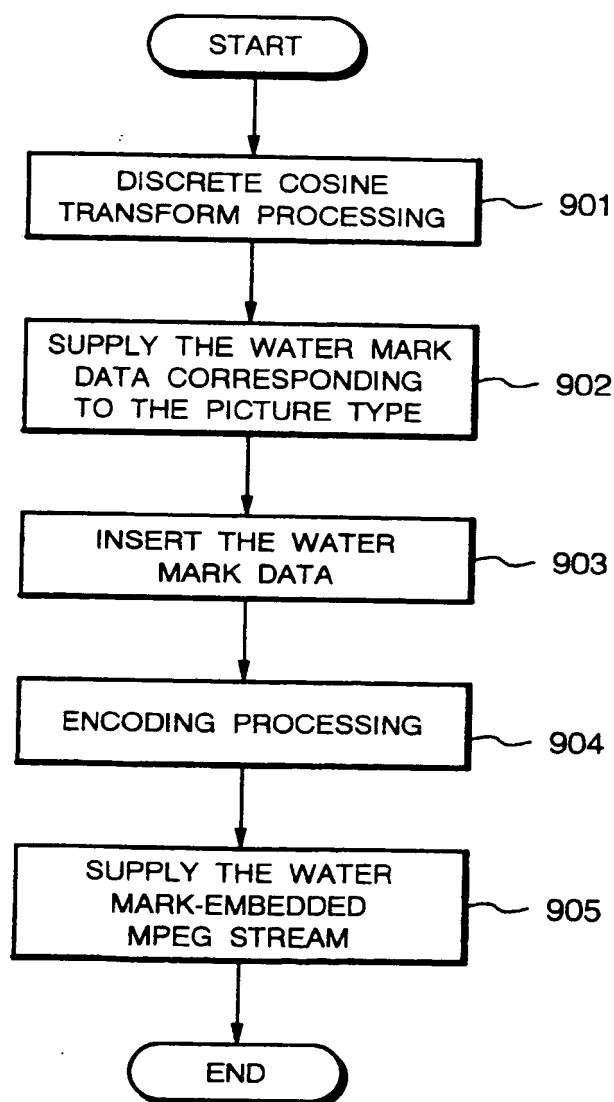 START
DISCRETE COSINE
TRANSFORM PROCESSING
901
SUPPLY THE WATER MARK
DATA CORRESPONDING
TO THE PICTURE TYPE
902
INSERT THE WATER
MARK DATA
903
ENCODING PROCESSING
904
SUPPLY THE WATER
MARK-EMBEDDED
MPEG STREAM
905
END